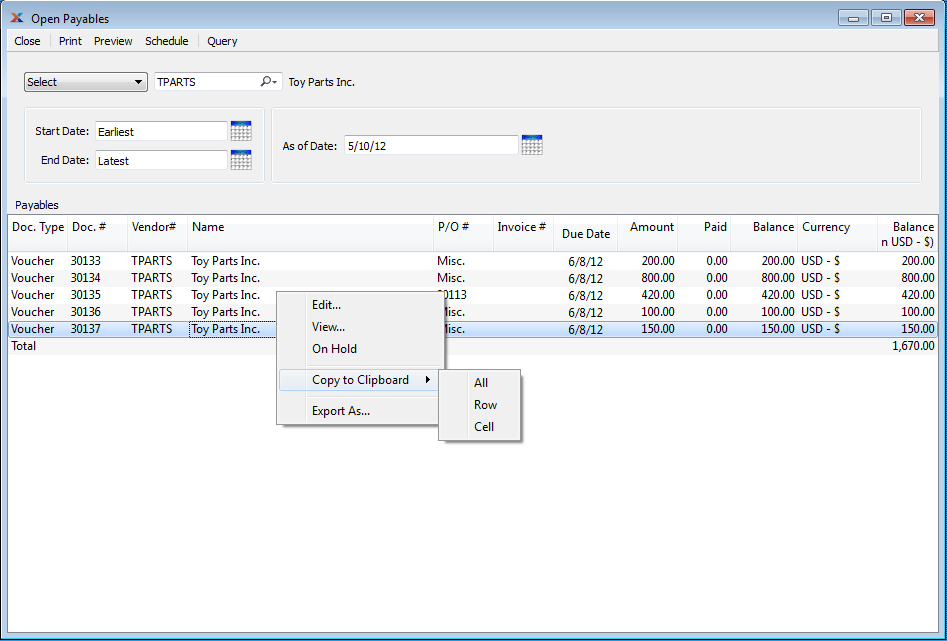 Open Payables
Close Print Preview Schedule Query
Select TPARTS Toy Parts Inc.
Start Date: Earliest
As of Date: 5/10/12
End Date: Latest
Payables
Doc. Type Doc. # Vendor# Name P/O # Invoice # Due Date Amount Paid Balance Currency Balance
n USD - $)
Voucher 30133 TPARTS Toy Parts Inc. Misc. 6/8/12 200.00 0.00 200.00 USD - $ 200.00
Voucher 30134 TPARTS Toy Parts Inc. Misc. 6/8/12 800.00 0.00 800.00 USD - $ 800.00
Voucher 30135 TPARTS Toy Parts Inc. 0113 6/8/12 420.00 0.00 420.00 USD - $ 420.00
Voucher 30136 TPARTS Toy Parts Inc. Misc. 6/8/12 100.00 0.00 100.00 USD - $ 100.00
Voucher 30137 TPARTS Toy Parts Inc. Misc. 6/8/12 150.00 0.00 150.00 USD - $ 150.00
Total 1,670.00
Edit...
View...
On Hold
Copy to Clipboard
Export As...
All
Row
Cell